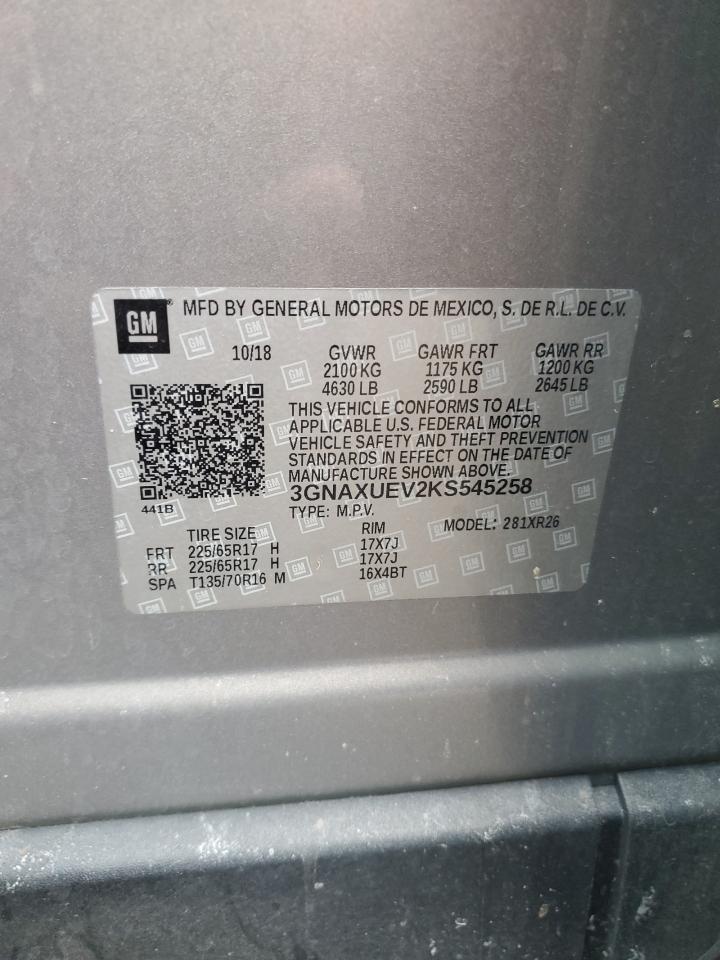 GM
MFD BY GENERAL MOTORS DE MEXICO, S. DE R.L. DE C.V.
10/18 GVWR GAWR FRT GAWR RR
2100 KG 1175 KG 1200 KG
4630 LB 2590 LB 2645 LB
THIS VEHICLE CONFORMS TO ALL
APPLICABLE U.S. FEDERAL MOTOR
VEHICLE SAFETY AND THEFT PREVENTION
STANDARDS IN EFFECT ON THE DATE OF
MANUFACTURE SHOWN ABOVE.
3GNAXUEV2KS545258
441B
TYPE: M.P.V.
MODEL: 281XR26
TIRE SIZE RIM
FRT 225/65R17 H 17X7J
RR 225/65R17 H 17X7J
SPA T135/70R16 M 16X4BT